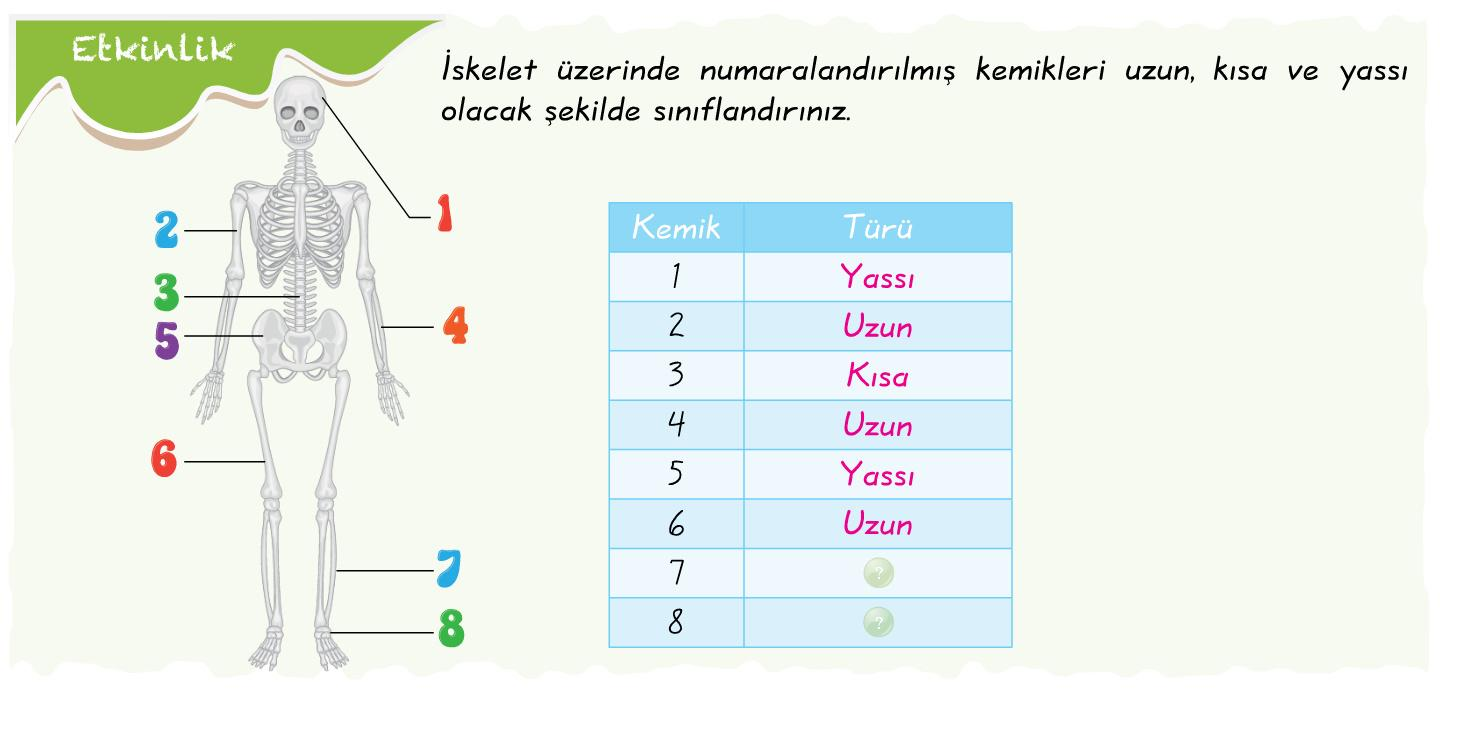 Etkinlik
İskelet üzerinde numaralandırılmış kemikleri uzun, kısa ve yassı
olacak şekilde sınıflandırınız.
1
2
3
4
5
6
7
8
Kemik Türü
1 Yassı
2 Uzun
3 Kısa
4 Uzun
5 Yassı
6 Uzun
7 ?
8 ?